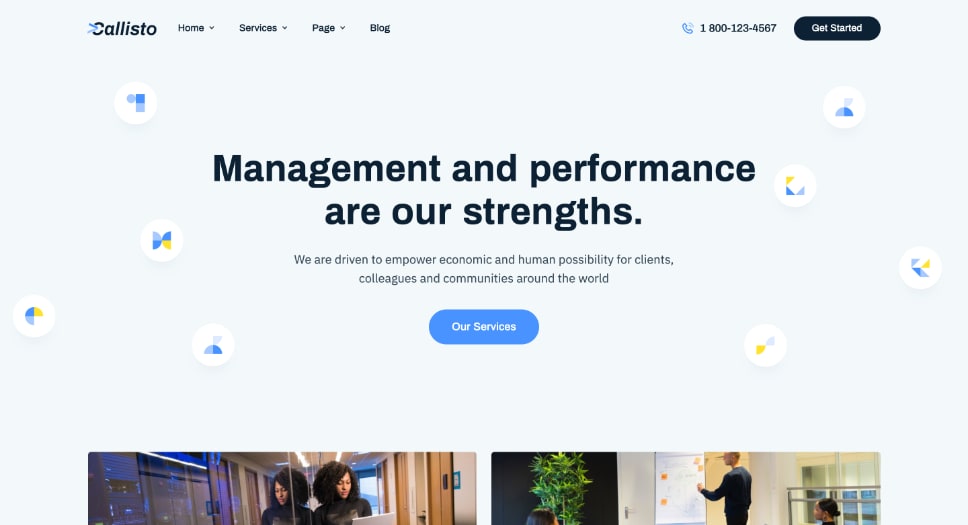 Callisto
Home
Services
Page
Blog
1 800-123-4567
Get Started
Management and performance
are our strengths.
We are driven to empower economic and human possibility for clients,
colleagues and communities around the world
Our Services